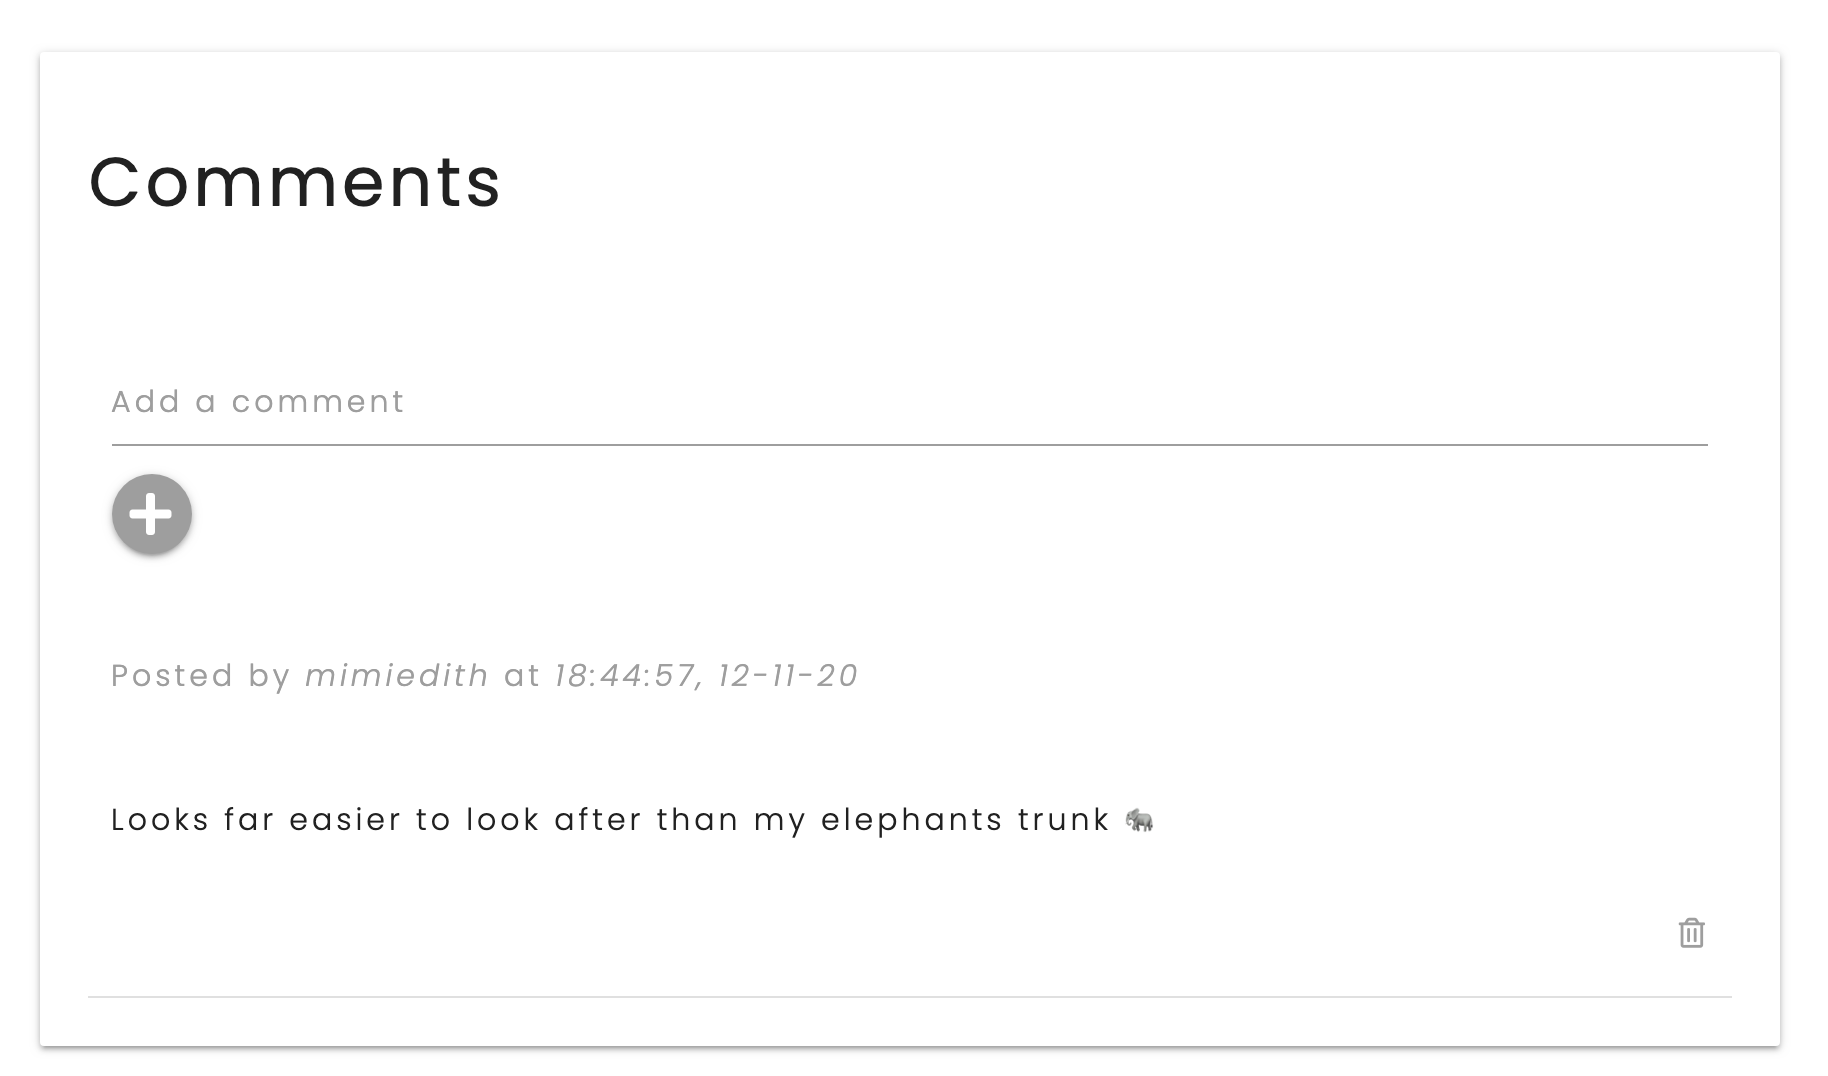 Comments
Add a comment
Posted by mimiedith at 18:44:57, 12-11-20
Looks far easier to look after than my elephants trunk 🐘